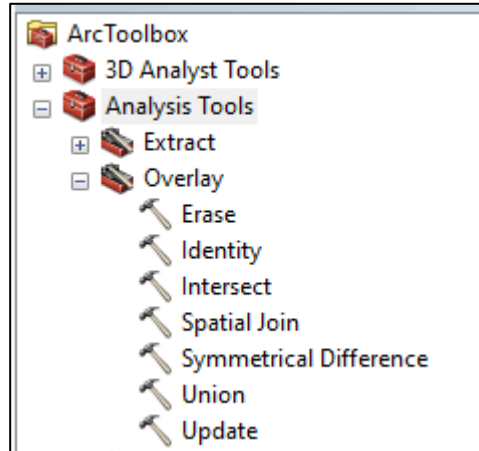 ArcToolbox
3D Analyst Tools
Analysis Tools
Extract
Overlay
Erase
Identity
Intersect
Spatial Join
Symmetrical Difference
Union
Update